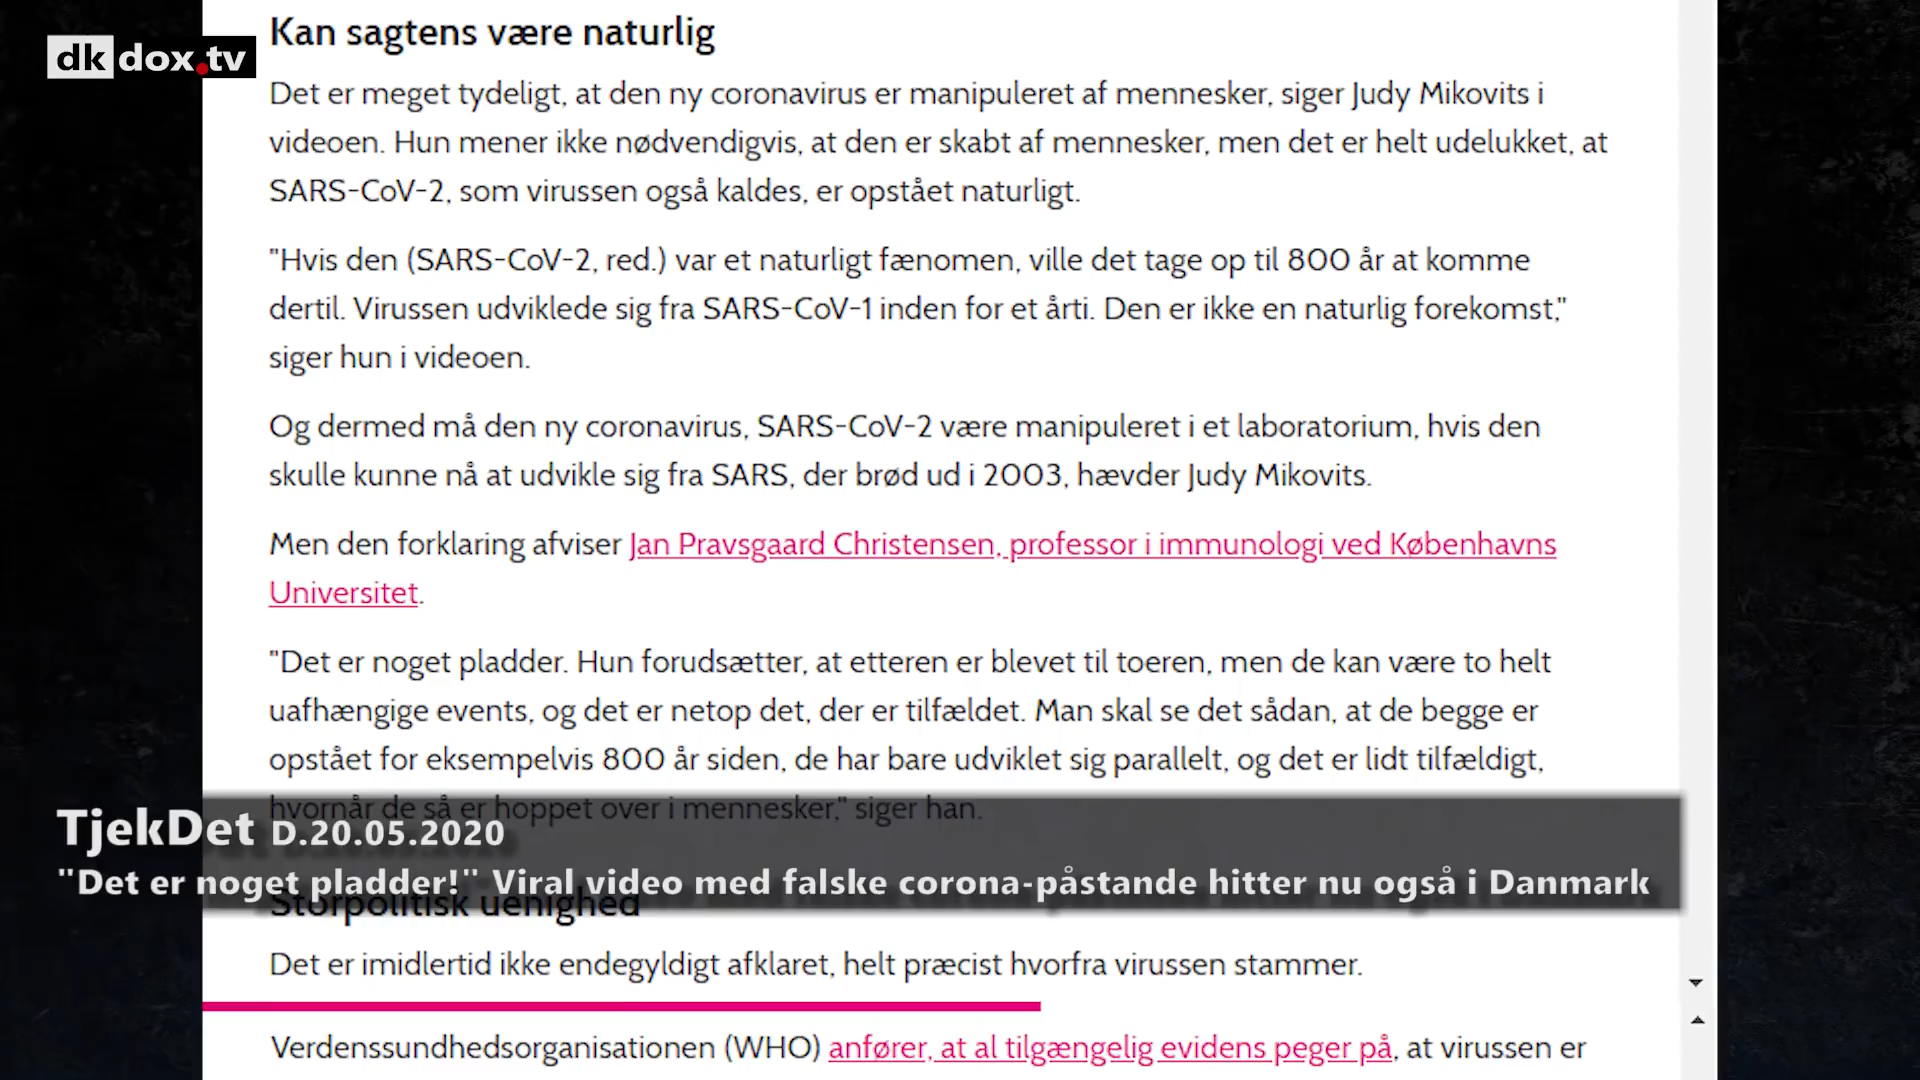 dkdox.tv
Kan sagtens være naturlig
Det er meget tydeligt, at den ny coronavirus er manipuleret af mennesker, siger Judy Mikovits i
videoen. Hun mener ikke nødvendigvis, at den er skabt af mennesker, men det er helt udelukket, at
SARS-CoV-2, som virussen også kaldes, er opstået naturligt.
"Hvis den (SARS-CoV-2, red.) var et naturligt fænomen, ville det tage op til 800 år at komme
dertil. Virussen udviklede sig fra SARS-CoV-1 inden for et årti. Den er ikke en naturlig forekomst,"
siger hun i videoen.
Og dermed må den ny coronavirus, SARS-CoV-2 være manipuleret i et laboratorium, hvis den
skulle kunne nå at udvikle sig fra SARS, der brød ud i 2003, hævder Judy Mikovits.
Men den forklaring afviser Jan Pravsgaard Christensen, professor i immunologi ved Københavns
Universitet.
"Det er noget pladder. Hun forudsætter, at etteren er blevet til toeren, men de kan være to helt
uafhængige events, og det er netop det, der er tilfældet. Man skal se det sådan, at de begge er
opstået for eksempelvis 800 år siden, de har bare udviklet sig parallelt, og det er lidt tilfældigt,
hvornår de så er hoppet over i mennesker," siger han.
TjekDet D.20.05.2020
"Det er noget pladder!" Viral video med falske corona-påstande hitter nu også i Danmark
Storpolitisk uenighed
Det er imidlertid ikke endegyldigt afklaret, helt præcist hvorfra virussen stammer.
Verdenssundhedsorganisationen (WHO) anfører, at al tilgængelig evidens peger på, at virussen er